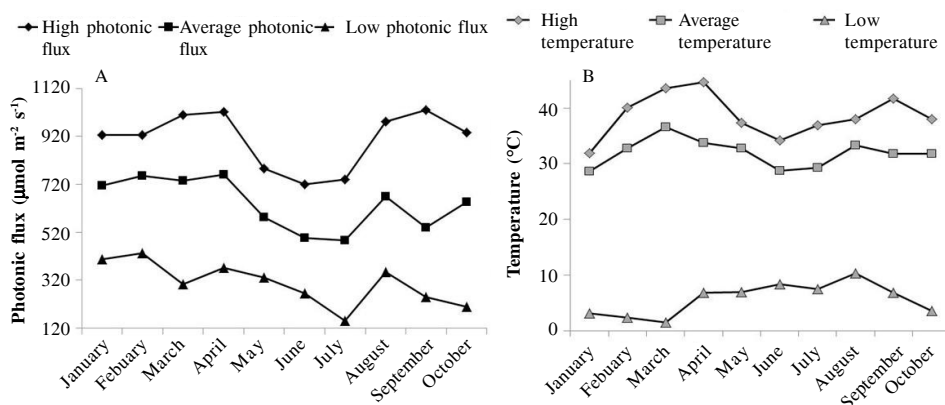 High photonic flux
Average photonic flux
Low photonic flux
A
Photonic flux (µmol m⁻² s⁻¹)
1120
920
720
520
320
120
January
Febuary
March
April
May
June
July
August
September
October
High temperature
Average temperature
Low temperature
B
Temperature (°C)
40
30
20
10
0
January
Febuary
March
April
May
June
July
August
September
October